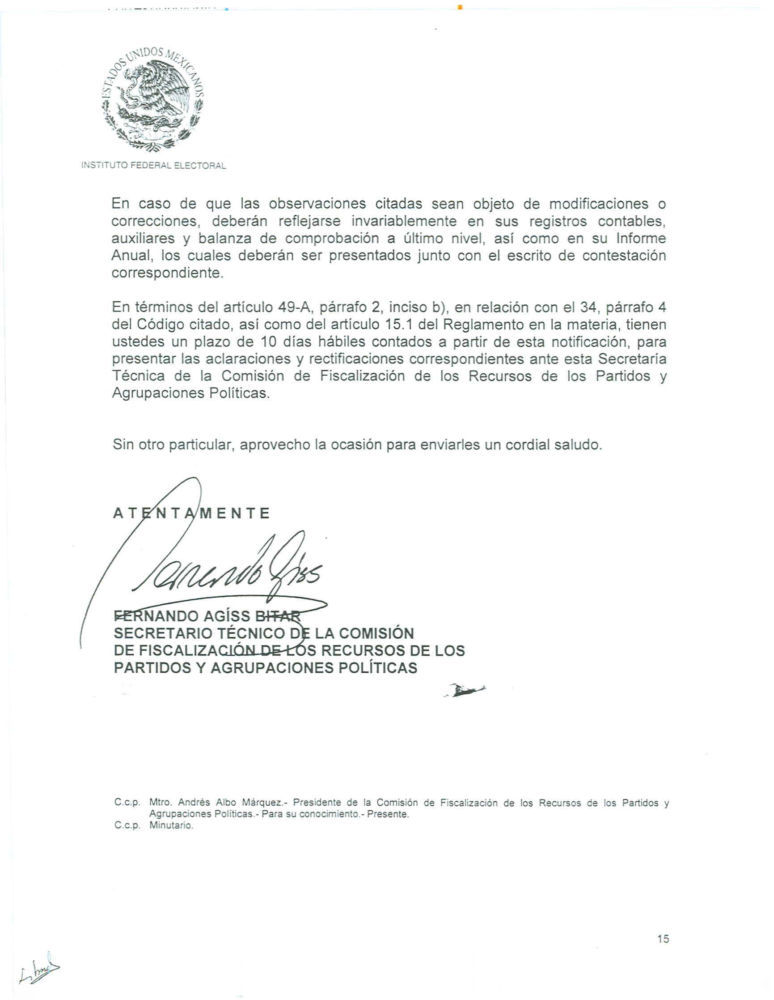 ESTADOS UNIDOS MEXICANOS
INSTITUTO FEDERAL ELECTORAL
En caso de que las observaciones citadas sean objeto de modificaciones o
correcciones, deberán reflejarse invariablemente en sus registros contables,
auxiliares y balanza de comprobación a último nivel, así como en su Informe
Anual, los cuales deberán ser presentados junto con el escrito de contestación
correspondiente.
En términos del artículo 49-A, párrafo 2, inciso b), en relación con el 34, párrafo 4
del Código citado, así como del artículo 15.1 del Reglamento en la materia, tienen
ustedes un plazo de 10 días hábiles contados a partir de esta notificación, para
presentar las aclaraciones y rectificaciones correspondientes ante esta Secretaría
Técnica de la Comisión de Fiscalización de los Recursos de los Partidos y
Agrupaciones Políticas.
Sin otro particular, aprovecho la ocasión para enviarles un cordial saludo.
A T E N T A M E N T E
FERNANDO AGÍSS BITAR
SECRETARIO TÉCNICO DE LA COMISIÓN
DE FISCALIZACIÓN DE LOS RECURSOS DE LOS
PARTIDOS Y AGRUPACIONES POLÍTICAS
C.c.p. Mtro. Andrés Albo Márquez.- Presidente de la Comisión de Fiscalización de los Recursos de los Partidos y
Agrupaciones Políticas.- Para su conocimiento.- Presente.
C.c.p. Minutario.
15